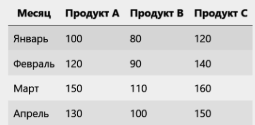 Месяц Продукт A Продукт B Продукт C
Январь 100 80 120
Февраль 120 90 140
Март 150 110 160
Апрель 130 100 150